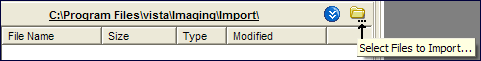 C:\Program Files\vista\Imaging\Import\
File Name Size Type Modified
Select Files to Import...